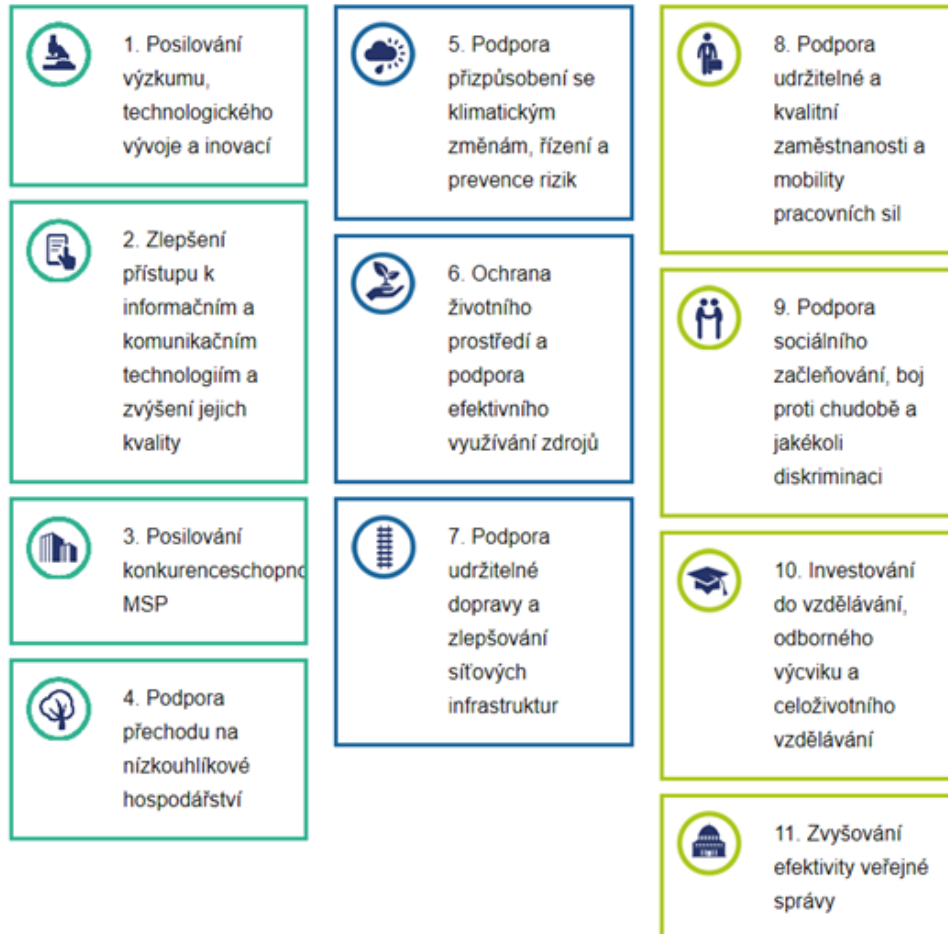 1. Posilování
výzkumu,
technologického
vývoje a inovací
2. Zlepšení
přístupu k
informačním a
komunikačním
technologiím a
zvýšení jejich
kvality
3. Posilování
konkurenceschopno
MSP
4. Podpora
přechodu na
nízkouhlíkové
hospodářství
5. Podpora
přizpůsobení se
klimatickým
změnám, řízení a
prevence rizik
6. Ochrana
životního
prostředí a
podpora
efektivního
využívání zdrojů
7. Podpora
udržitelné
dopravy a
zlepšování
síťových
infrastruktur
8. Podpora
udržitelné a
kvalitní
zaměstnanosti a
mobility
pracovních sil
9. Podpora
sociálního
začleňování, boj
proti chudobě a
jakékoli
diskriminaci
10. Investování
do vzdělávání,
odborného
výcviku a
celoživotního
vzdělávání
11. Zvyšování
efektivity veřejné
správy